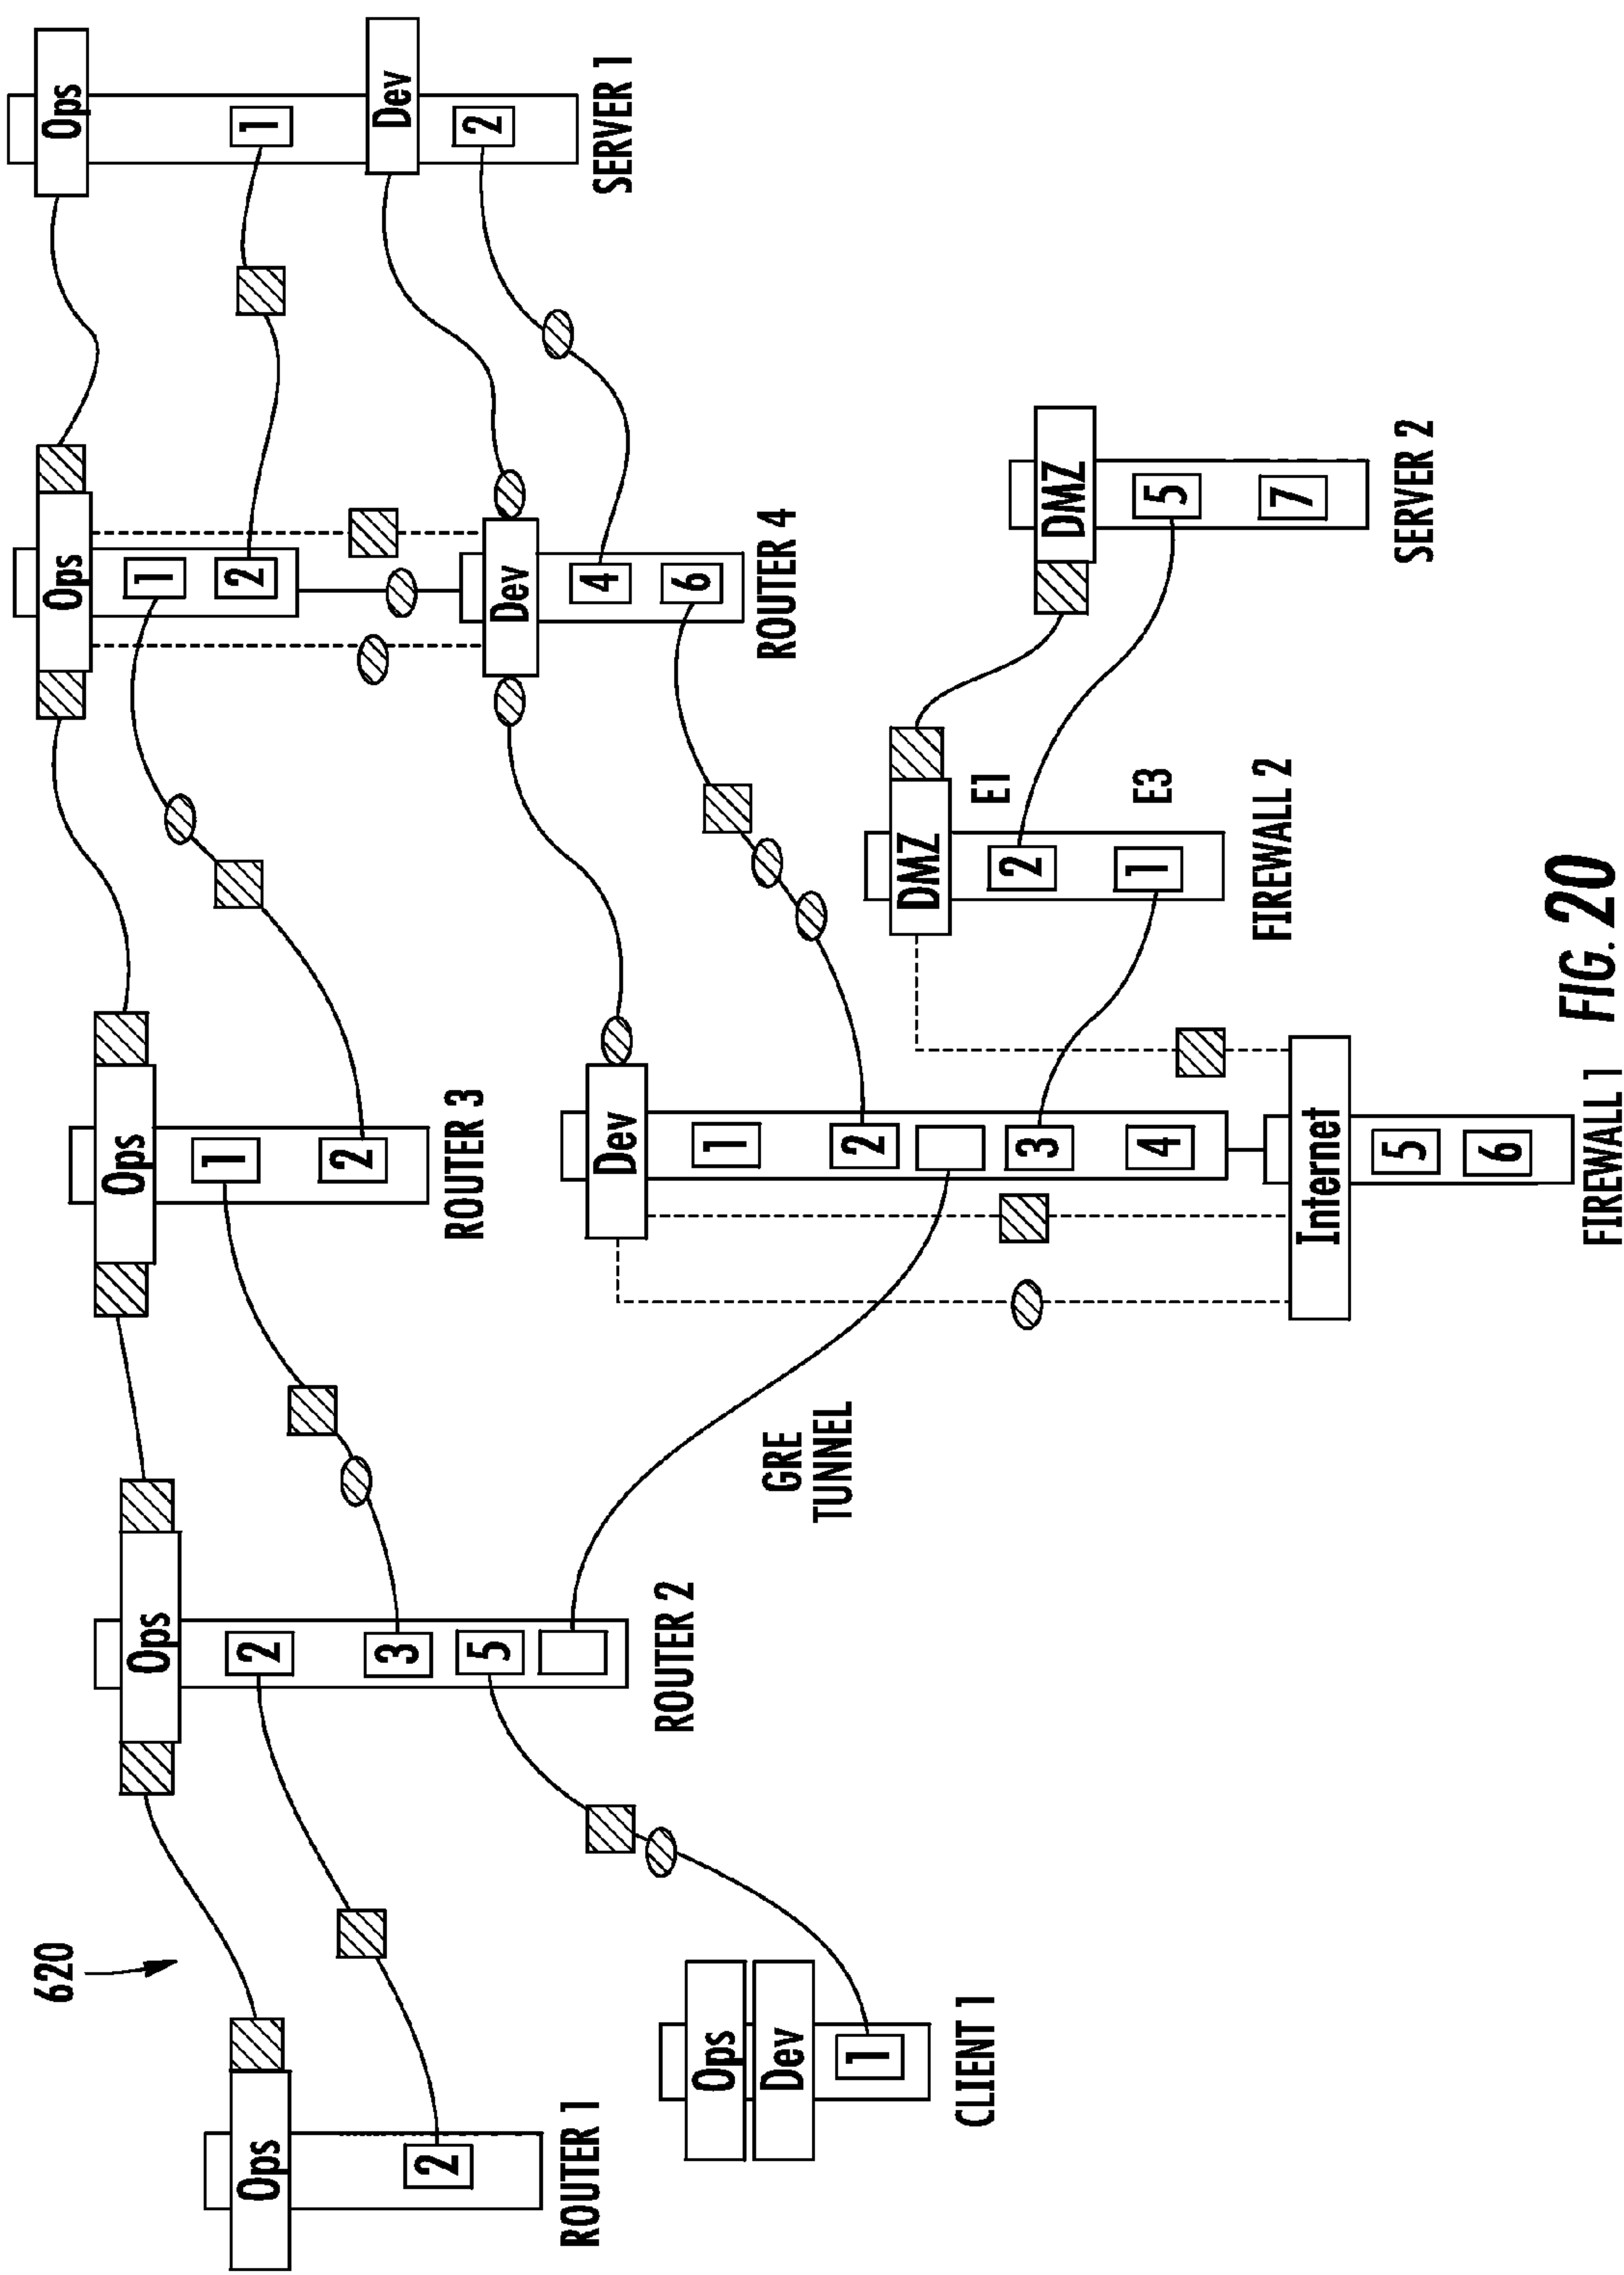 620
Ops
2
ROUTER 1
Ops
Dev
1
CLIENT 1
Ops
2
3
5
ROUTER 2
GRE
TUNNEL
Ops
1
2
ROUTER 3
Dev
1
2
3
4
Internet
5
6
FIREWALL 1
Ops
1
2
Dev
4
6
ROUTER 4
DMZ
2
E1
1
E3
FIREWALL 2
Ops
1
Dev
2
SERVER 1
DMZ
5
7
SERVER 2
FIG. 20